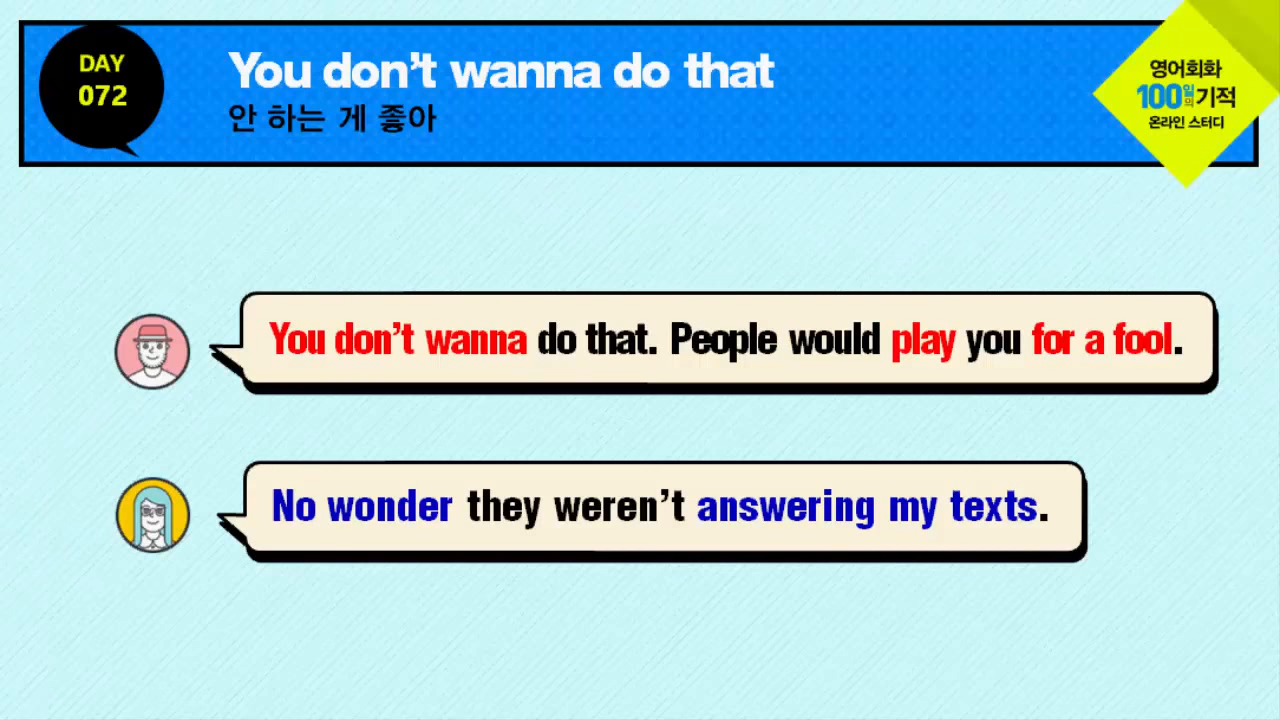 DAY
072
You don't wanna do that
안 하는 게 좋아
영어회화
100일의 기적
온라인 스터디
You don't wanna do that. People would play you for a fool.
No wonder they weren't answering my texts.